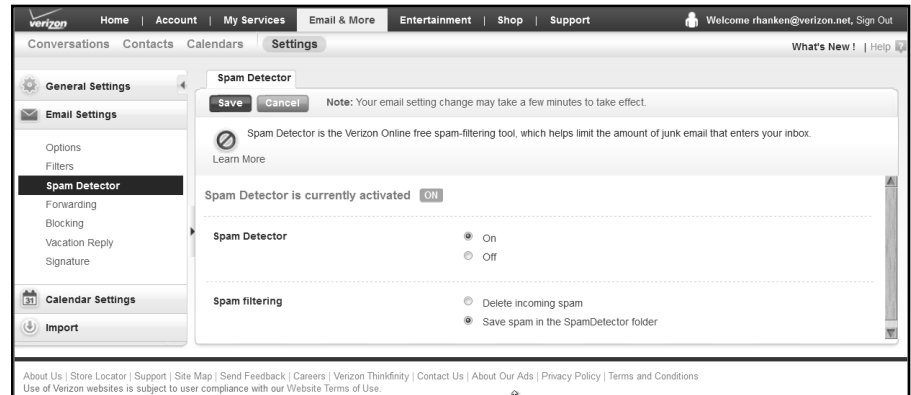 verizon Home | Account | My Services Email & More Entertainment | Shop | Support Welcome rhanken@verizon.net, Sign Out
Conversations Contacts Calendars Settings What's New ! | Help ?
General Settings
Email Settings
Options
Filters
Spam Detector
Forwarding
Blocking
Vacation Reply
Signature
31 Calendar Settings
Import
Spam Detector
Save Cancel Note: Your email setting change may take a few minutes to take effect.
Spam Detector is the Verizon Online free spam-filtering tool, which helps limit the amount of junk email that enters your inbox.
Learn More
Spam Detector is currently activated ON
Spam Detector On
Off
Spam filtering Delete incoming spam
Save spam in the SpamDetector folder
About Us | Store Locator | Support | Site Map | Send Feedback | Careers | Verizon Thinkfinity | Contact Us | About Our Ads | Privacy Policy | Terms and Conditions
Use of Verizon websites is subject to user compliance with our Website Terms of Use.